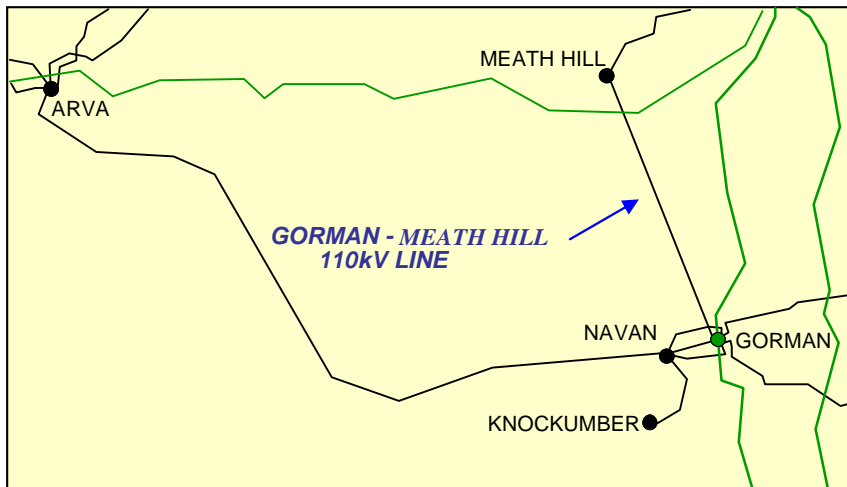 MEATH HILL
ARVA
GORMAN - MEATH HILL
110kV LINE
NAVAN
GORMAN
KNOCKUMBER